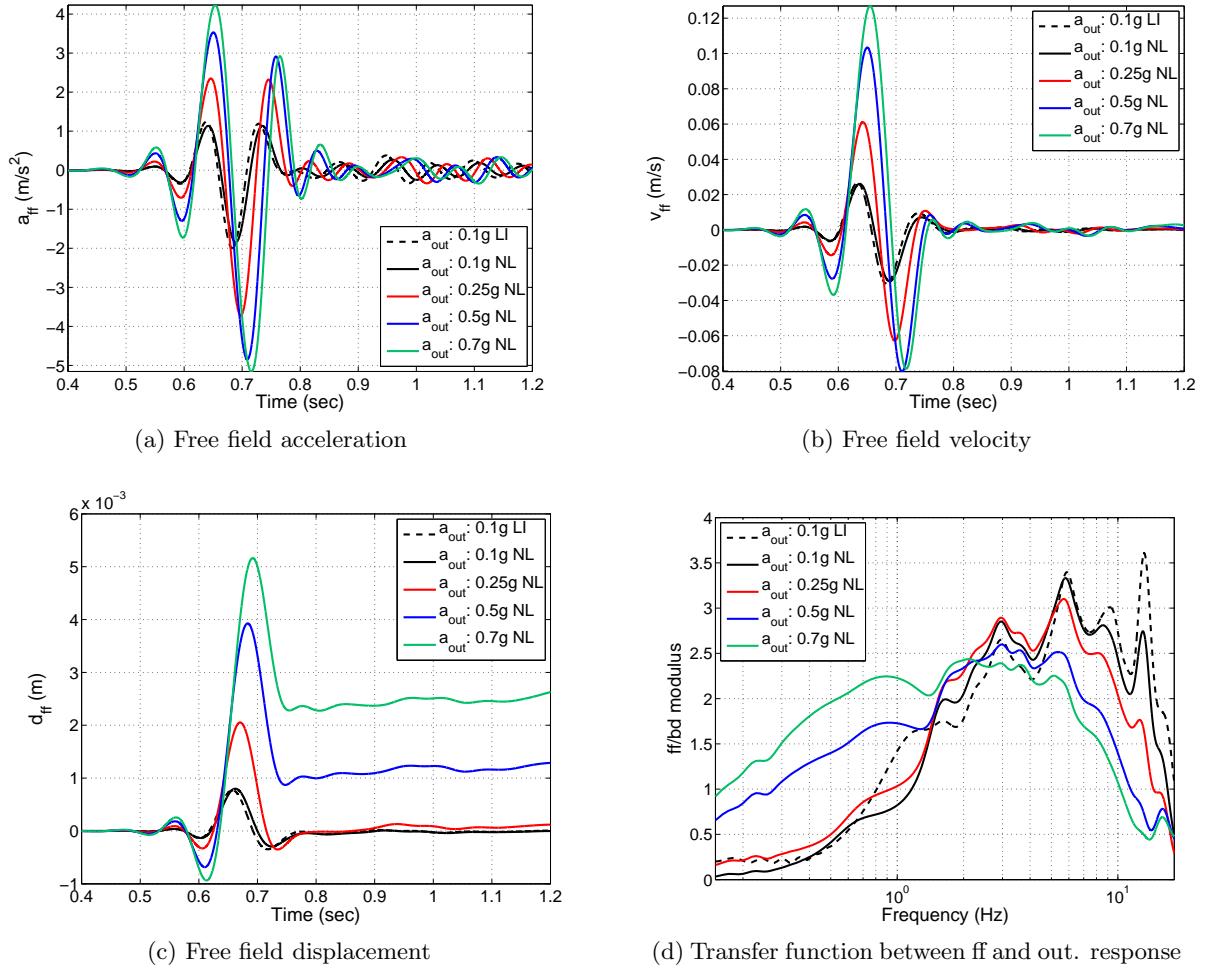 4
3
2
1
0
-1
-2
-3
-4
-5
a_ff (m/s²)
0.4 0.5 0.6 0.7 0.8 0.9 1 1.1 1.2
Time (sec)
a_out: 0.1g LI
a_out: 0.1g NL
a_out: 0.25g NL
a_out: 0.5g NL
a_out: 0.7g NL
(a) Free field acceleration
0.12
0.1
0.08
0.06
0.04
0.02
0
-0.02
-0.04
-0.06
-0.08
v_ff (m/s)
0.4 0.5 0.6 0.7 0.8 0.9 1 1.1 1.2
Time (sec)
a_out: 0.1g LI
a_out: 0.1g NL
a_out: 0.25g NL
a_out: 0.5g NL
a_out: 0.7g NL
(b) Free field velocity
x 10⁻³
6
5
4
3
2
1
0
-1
d_ff (m)
0.4 0.5 0.6 0.7 0.8 0.9 1 1.1 1.2
Time (sec)
a_out: 0.1g LI
a_out: 0.1g NL
a_out: 0.25g NL
a_out: 0.5g NL
a_out: 0.7g NL
(c) Free field displacement
4
3.5
3
2.5
2
1.5
1
0.5
0
ff/bd modulus
10⁰ 10¹
Frequency (Hz)
a_out: 0.1g LI
a_out: 0.1g NL
a_out: 0.25g NL
a_out: 0.5g NL
a_out: 0.7g NL
(d) Transfer function between ff and out. response